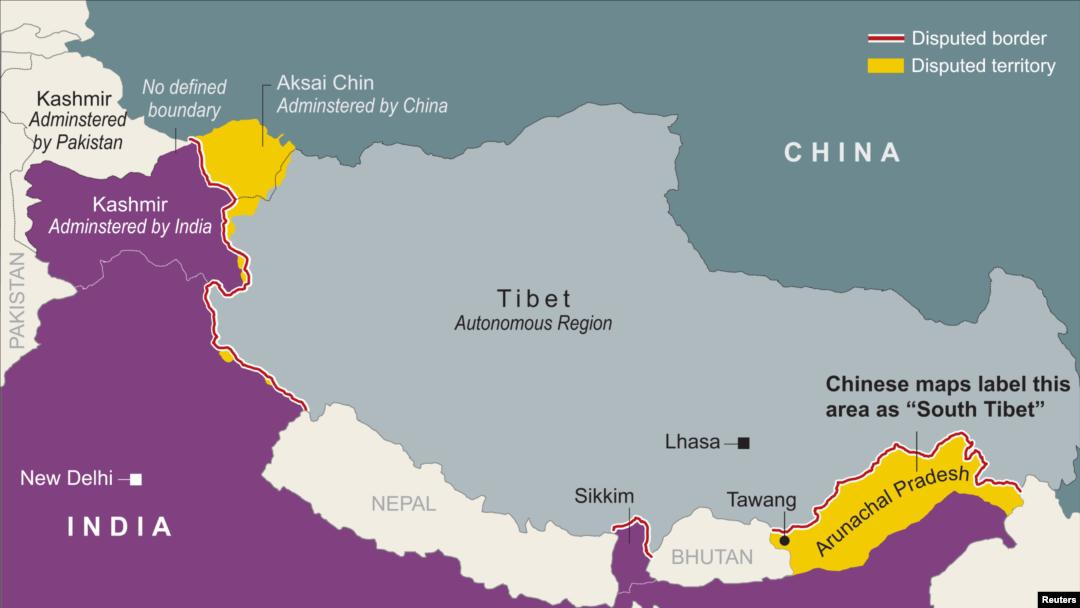 Disputed border
Disputed territory
Kashmir
Adminstered
by Pakistan
No defined
boundary
Aksai Chin
Adminstered by China
CHINA
Kashmir
Adminstered by India
PAKISTAN
Tibet
Autonomous Region
Chinese maps label this
area as “South Tibet”
Lhasa
New Delhi
INDIA
NEPAL
Sikkim
Tawang
Arunachal Pradesh
BHUTAN
Reuters